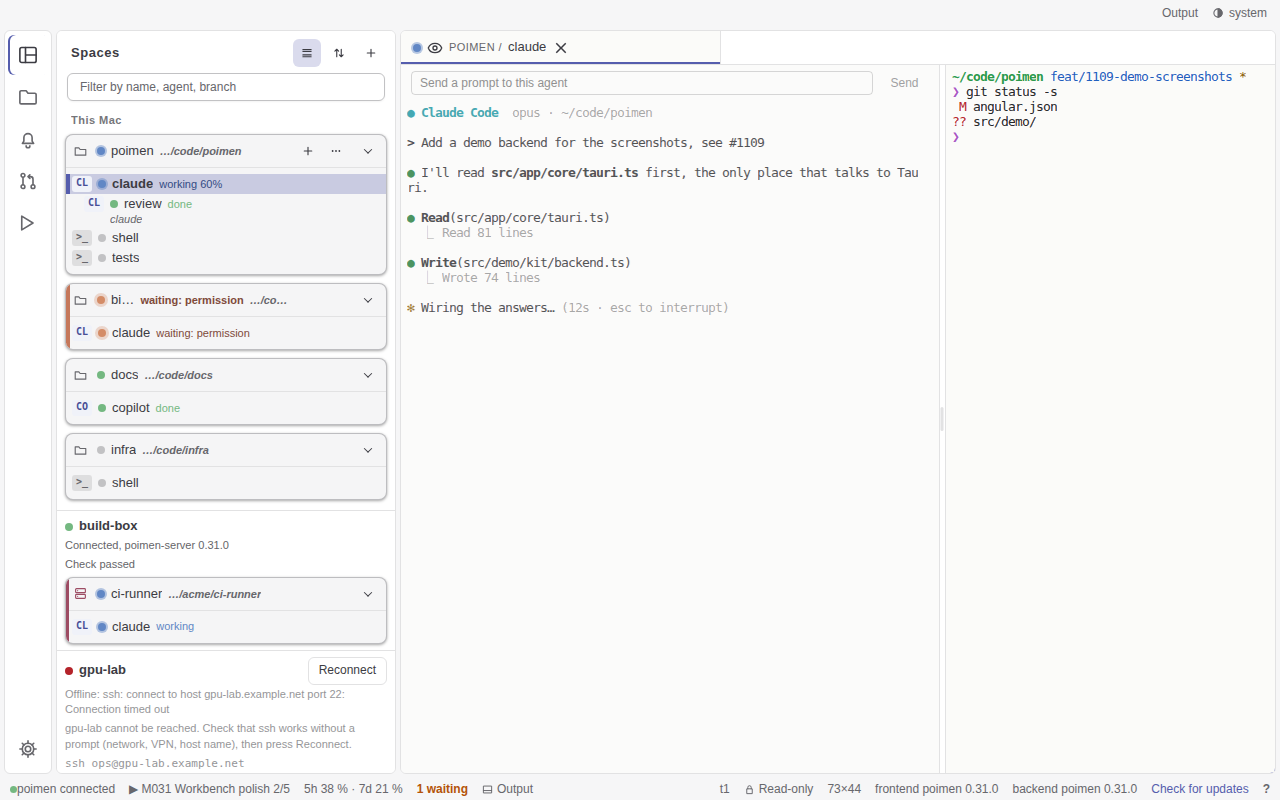 Output system
Spaces
Filter by name, agent, branch
This Mac
poimen …/code/poimen
CL claude working 60%
CL review done
claude
>_ shell
>_ tests
bi… waiting: permission …/co…
CL claude waiting: permission
docs …/code/docs
CO copilot done
infra …/code/infra
>_ shell
build-box
Connected, poimen-server 0.31.0
Check passed
ci-runner …/acme/ci-runner
CL claude working
gpu-lab Reconnect
Offline: ssh: connect to host gpu-lab.example.net port 22:
Connection timed out
gpu-lab cannot be reached. Check that ssh works without a
prompt (network, VPN, host name), then press Reconnect.
ssh ops@gpu-lab.example.net
POIMEN / claude
Send a prompt to this agent Send
● Claude Code opus · ~/code/poimen
> Add a demo backend for the screenshots, see #1109
● I'll read src/app/core/tauri.ts first, the only place that talks to Tau
ri.
● Read(src/app/core/tauri.ts)
⎿ Read 81 lines
● Write(src/demo/kit/backend.ts)
⎿ Wrote 74 lines
✻ Wiring the answers… (12s · esc to interrupt)
~/code/poimen feat/1109-demo-screenshots *
❯ git status -s
M angular.json
?? src/demo/
❯
poimen connected ▶ M031 Workbench polish 2/5 5h 38 % · 7d 21 % 1 waiting Output t1 Read-only 73×44 frontend poimen 0.31.0 backend poimen 0.31.0 Check for updates ?